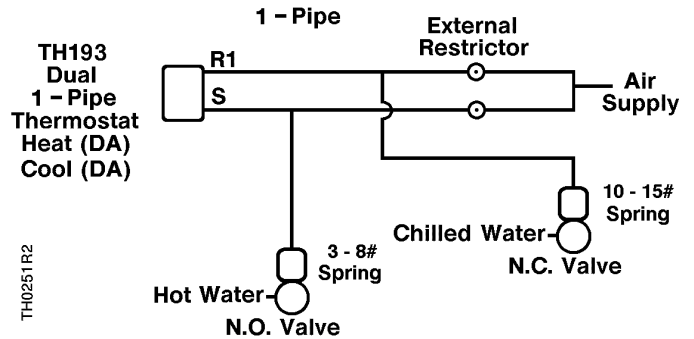 1 – Pipe
TH193
Dual
1 – Pipe
Thermostat
Heat (DA)
Cool (DA)
R1
S
External
Restrictor
Air
Supply
10 - 15#
Spring
Chilled Water
N.C. Valve
3 - 8#
Spring
Hot Water
N.O. Valve
TH0251R2